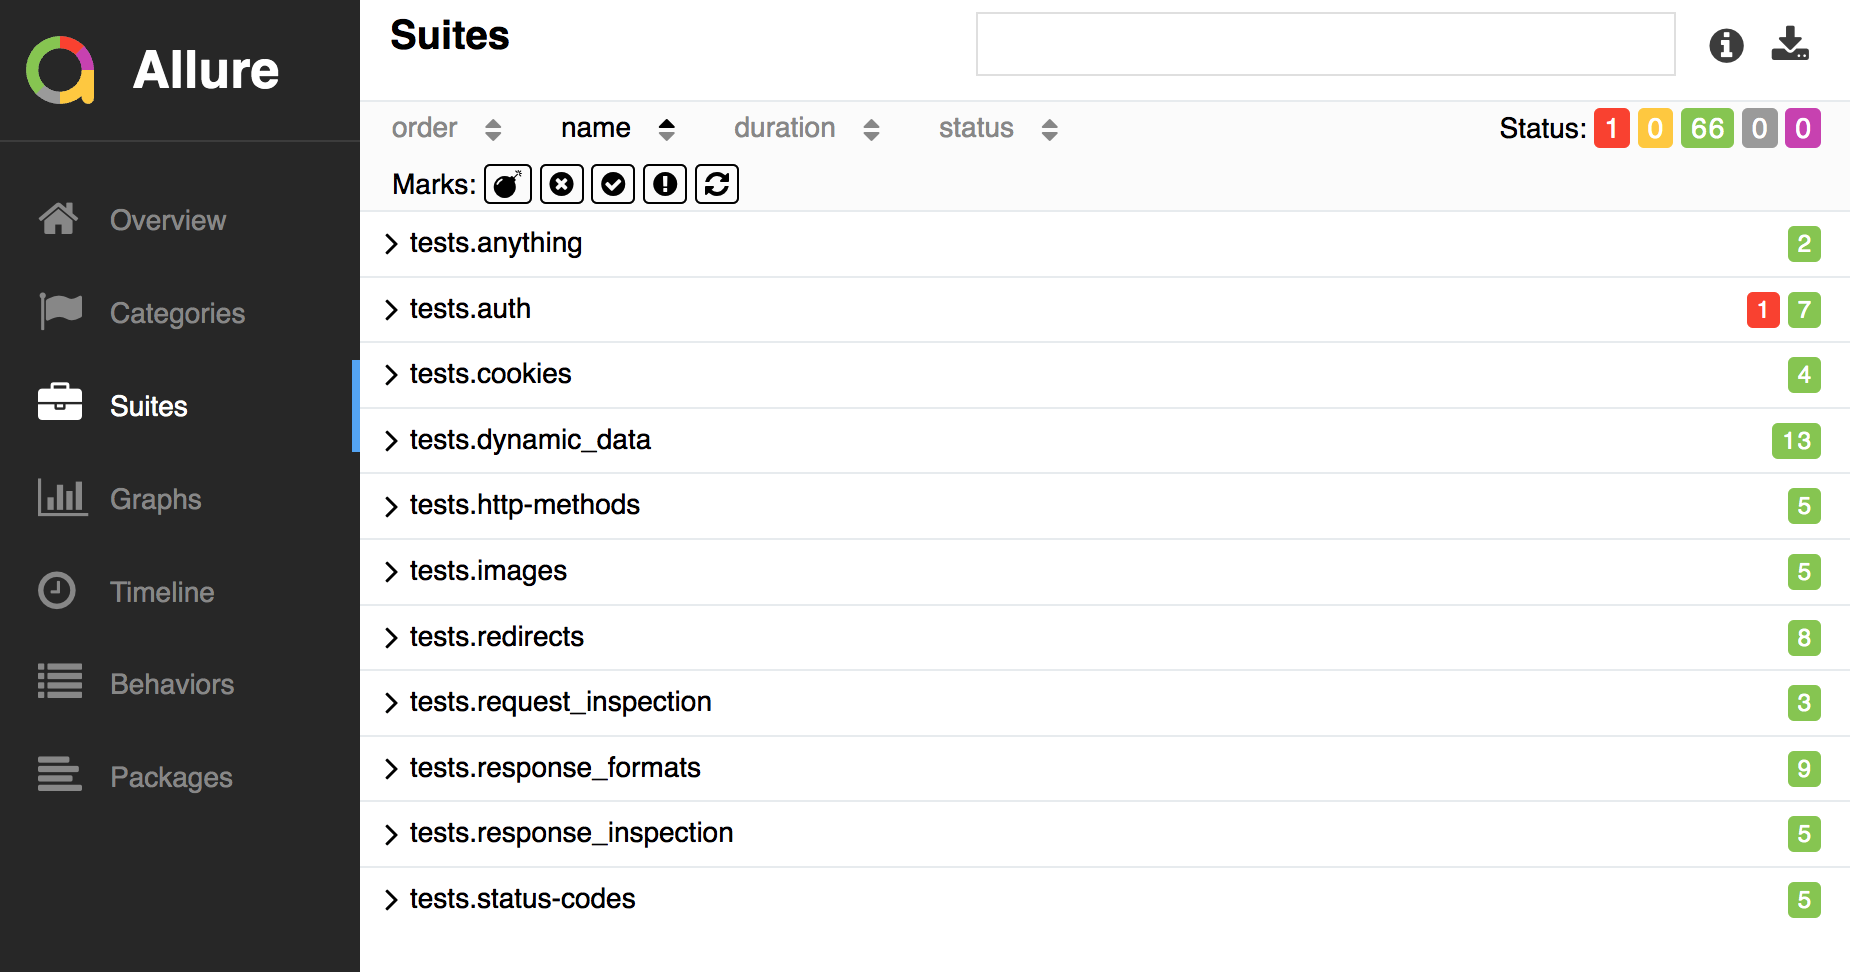 Allure
Overview
Categories
Suites
Graphs
Timeline
Behaviors
Packages
Suites
order name duration status Status: 1 0 66 0 0
Marks:
tests.anything 2
tests.auth 1 7
tests.cookies 4
tests.dynamic_data 13
tests.http-methods 5
tests.images 5
tests.redirects 8
tests.request_inspection 3
tests.response_formats 9
tests.response_inspection 5
tests.status-codes 5